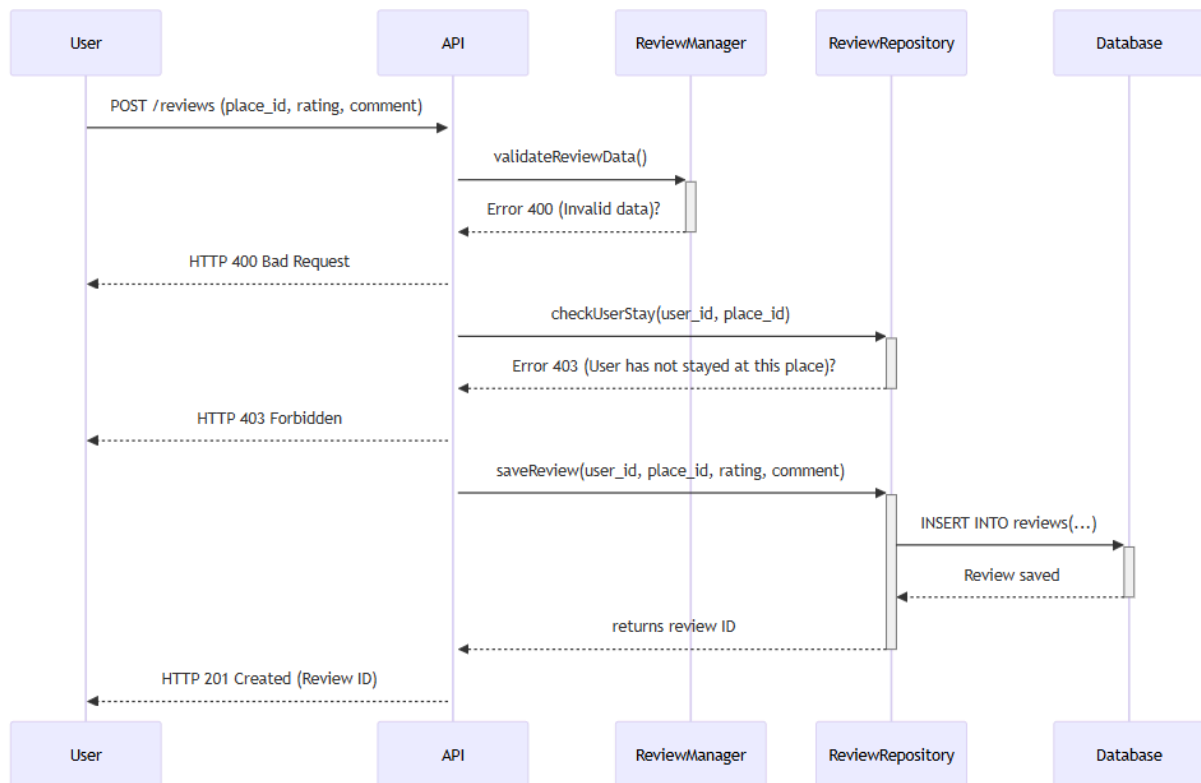 User
API
ReviewManager
ReviewRepository
Database
POST /reviews (place_id, rating, comment)
validateReviewData()
Error 400 (Invalid data)?
HTTP 400 Bad Request
checkUserStay(user_id, place_id)
Error 403 (User has not stayed at this place)?
HTTP 403 Forbidden
saveReview(user_id, place_id, rating, comment)
INSERT INTO reviews(...)
Review saved
returns review ID
HTTP 201 Created (Review ID)
User
API
ReviewManager
ReviewRepository
Database